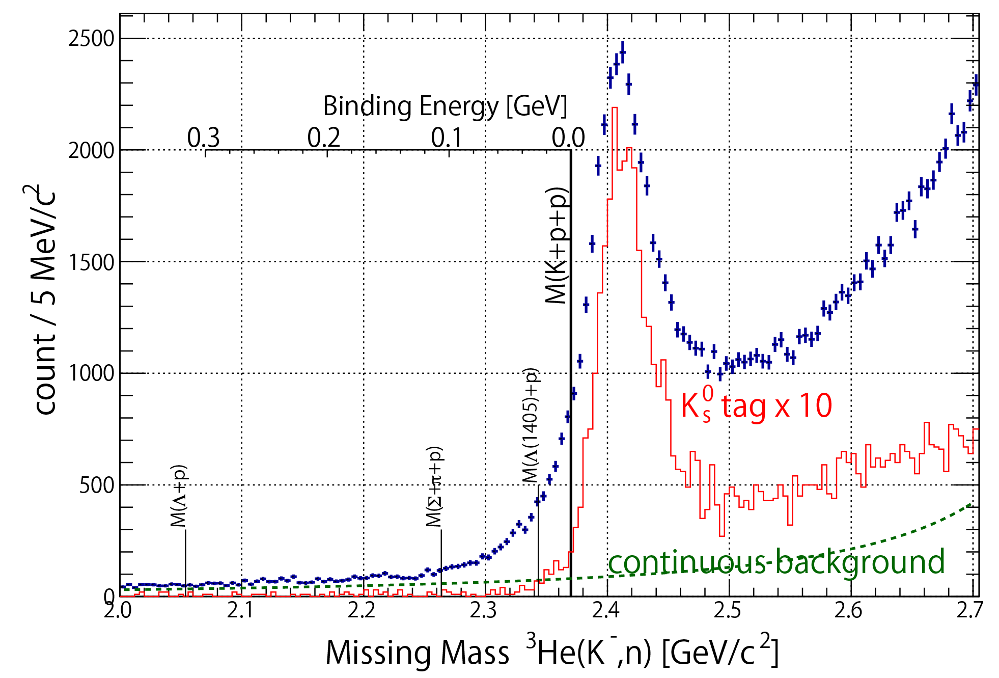 2500
Binding Energy [GeV]
0.3 0.2 0.1 0.0
2000
count / 5 MeV/c²
M(K+p+p)
1500
1000
M(Λ(1405)+p)
K⁰ₛ tag x 10
M(Σ+π+p)
M(Λ+p)
500
continuous background
0
2.0 2.1 2.2 2.3 2.4 2.5 2.6 2.7
Missing Mass ³He(K⁻,n) [GeV/c²]